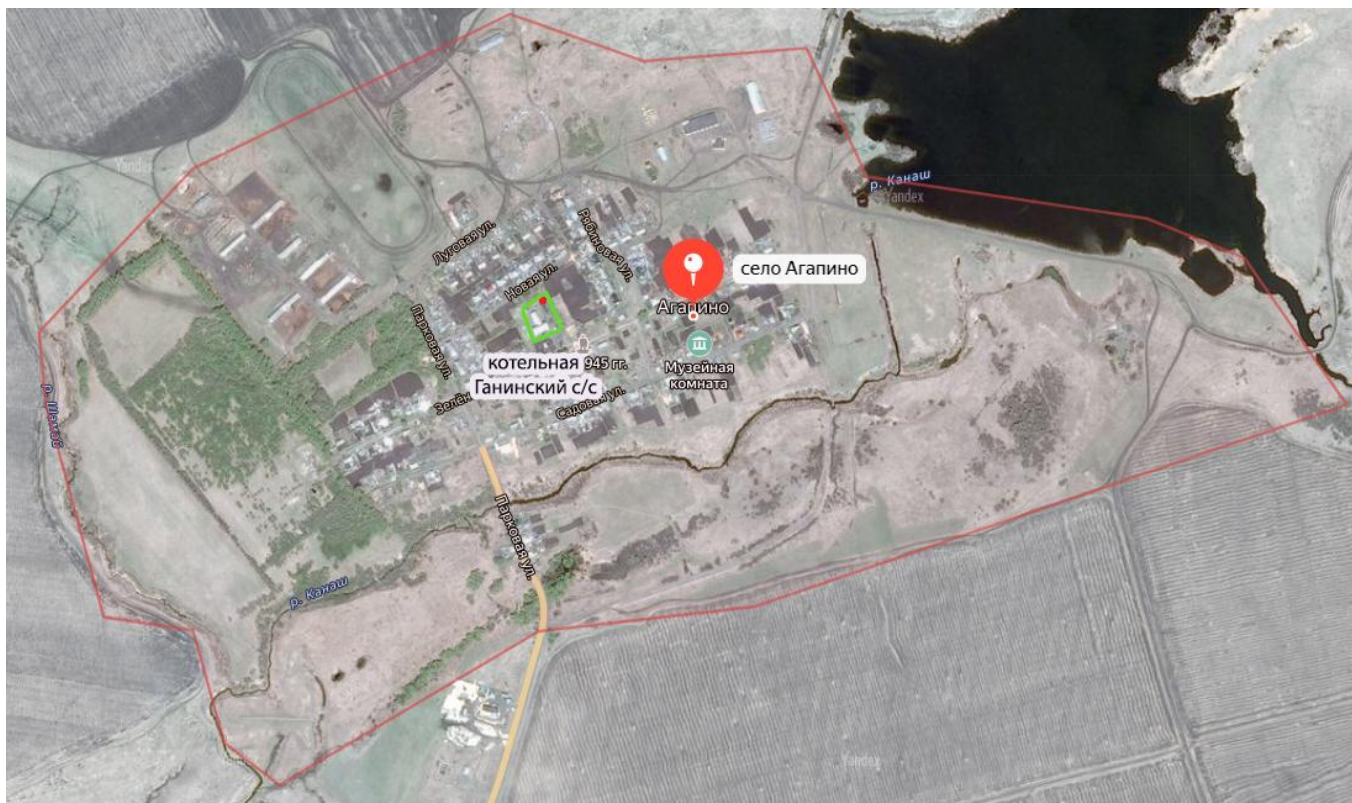 Yandex
р. Канаш
Yandex
Луговая ул.
Рябиновая ул.
Новая ул.
село Агапино
Агапино
Парковая ул.
котельная
945 гг.
Музейная
комната
Ганинский с/с
Зелён
Садовая ул.
Парковая ул.
р. Канаш
Yandex